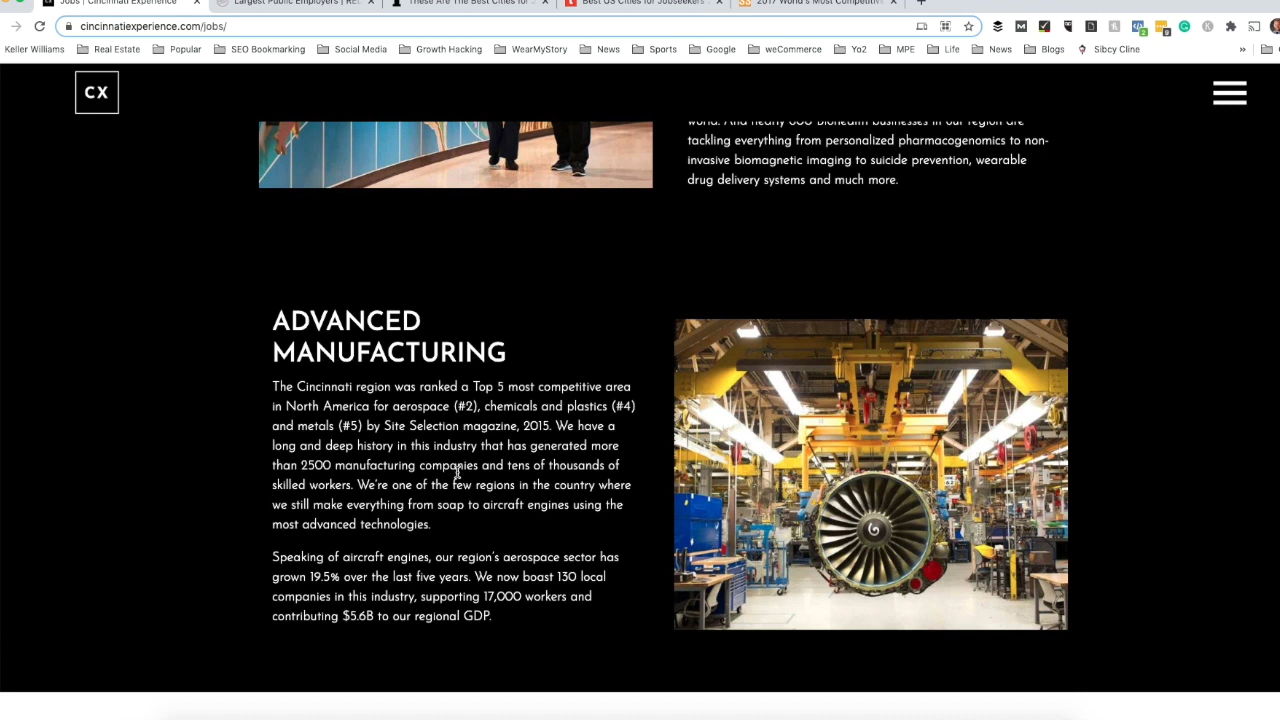 Jobs | Cincinnati Experience
Largest Public Employers | RE
These Are The Best Cities for J
Best US Cities for Jobseekers
2017 World's Most Competitiv
cincinnatiexperience.com/jobs/
Keller Williams Real Estate Popular SEO Bookmarking Social Media Growth Hacking WearMyStory News Sports Google weCommerce Yo2 MPE Life News Blogs Sibcy Cline »
CX
world. And nearly 600 BioHealth businesses in our region are
tackling everything from personalized pharmacogenomics to non-
invasive biomagnetic imaging to suicide prevention, wearable
drug delivery systems and much more.
ADVANCED
MANUFACTURING
The Cincinnati region was ranked a Top 5 most competitive area
in North America for aerospace (#2), chemicals and plastics (#4)
and metals (#5) by Site Selection magazine, 2015. We have a
long and deep history in this industry that has generated more
than 2500 manufacturing companies and tens of thousands of
skilled workers. We're one of the few regions in the country where
we still make everything from soap to aircraft engines using the
most advanced technologies.
Speaking of aircraft engines, our region's aerospace sector has
grown 19.5% over the last five years. We now boast 130 local
companies in this industry, supporting 17,000 workers and
contributing $5.6B to our regional GDP.